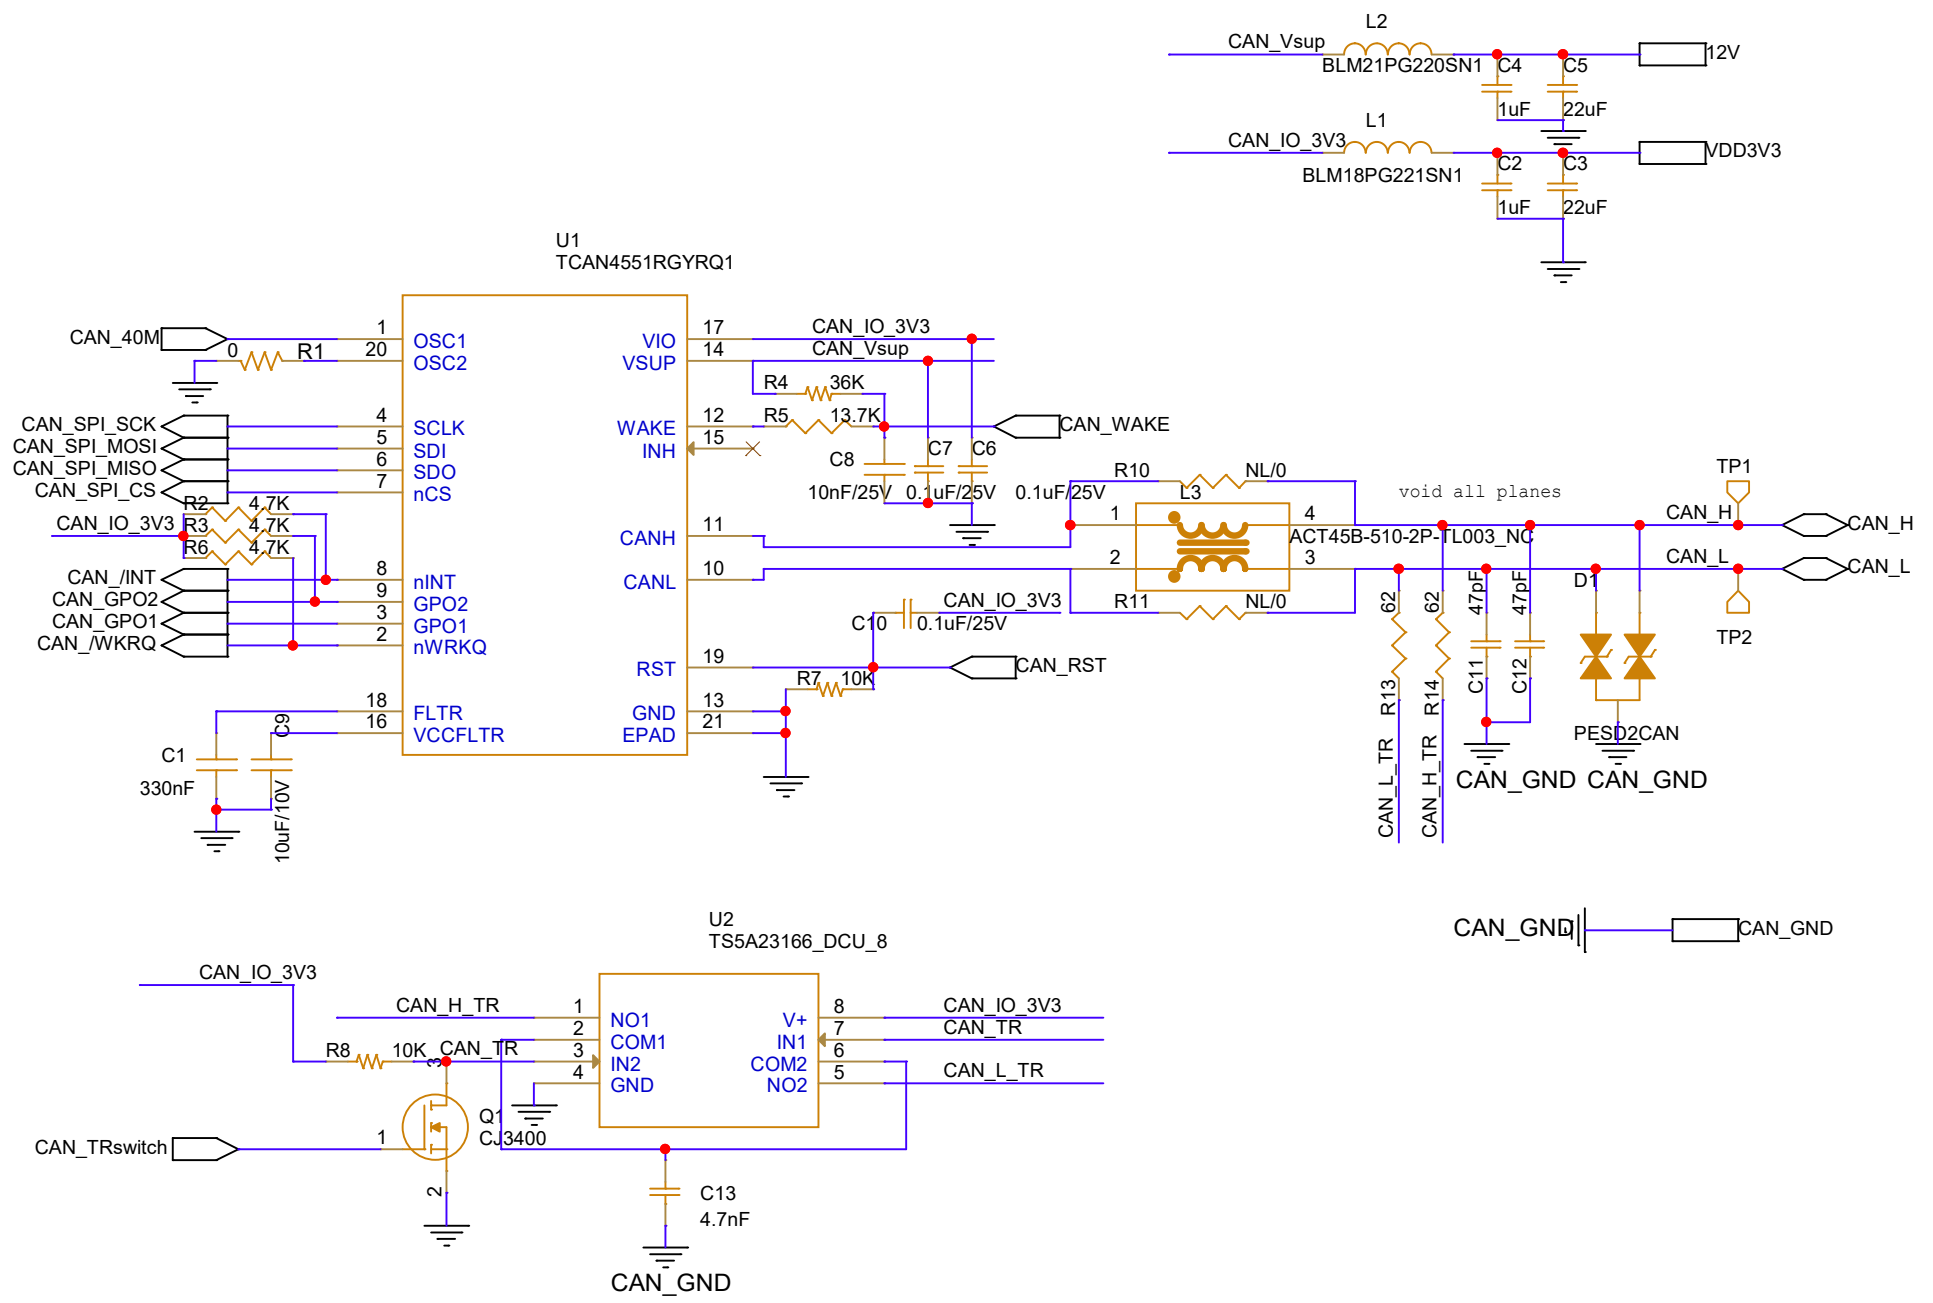 L2
CAN_Vsup
BLM21PG220SN1
C4
C5
12V
1uF
22uF
L1
CAN_IO_3V3
BLM18PG221SN1
C2
C3
VDD3V3
1uF
22uF
U1
TCAN4551RGYRQ1
CAN_40M
1
OSC1
0
R1
20
OSC2
CAN_SPI_SCK
4
SCLK
CAN_SPI_MOSI
5
SDI
CAN_SPI_MISO
6
SDO
CAN_SPI_CS
7
nCS
R2
4.7K
CAN_IO_3V3
R3
4.7K
R6
4.7K
CAN_/INT
8
nINT
CAN_GPO2
9
GPO2
CAN_GPO1
3
GPO1
CAN_/WKRQ
2
nWRKQ
18
FLTR
16
VCCFLTR
C1
330nF
C9
10uF/10V
VIO
17
CAN_IO_3V3
VSUP
14
CAN_Vsup
R4
36K
WAKE
12
R5
13.7K
CAN_WAKE
INH
15
C8
10nF/25V
C7
0.1uF/25V
C6
0.1uF/25V
CANH
11
CANL
10
C10
0.1uF/25V
CAN_IO_3V3
RST
19
CAN_RST
R7
10K
GND
13
EPAD
21
R10
NL/0
L3
1
4
ACT45B-510-2P-TL003_NC
2
3
R11
NL/0
void all planes
TP1
CAN_H
CAN_H
CAN_L
CAN_L
TP2
62
R13
CAN_L_TR
62
R14
CAN_H_TR
47pF
C11
47pF
C12
D1
PESD2CAN
CAN_GND
CAN_GND
CAN_GND
CAN_GND
U2
TS5A23166_DCU_8
CAN_IO_3V3
CAN_H_TR
1
NO1
2
COM1
R8
10K
CAN_TR
3
IN2
4
GND
V+
8
CAN_IO_3V3
IN1
7
CAN_TR
COM2
6
NO2
5
CAN_L_TR
3
Q1
CJ3400
CAN_TRswitch
1
2
C13
4.7nF
CAN_GND